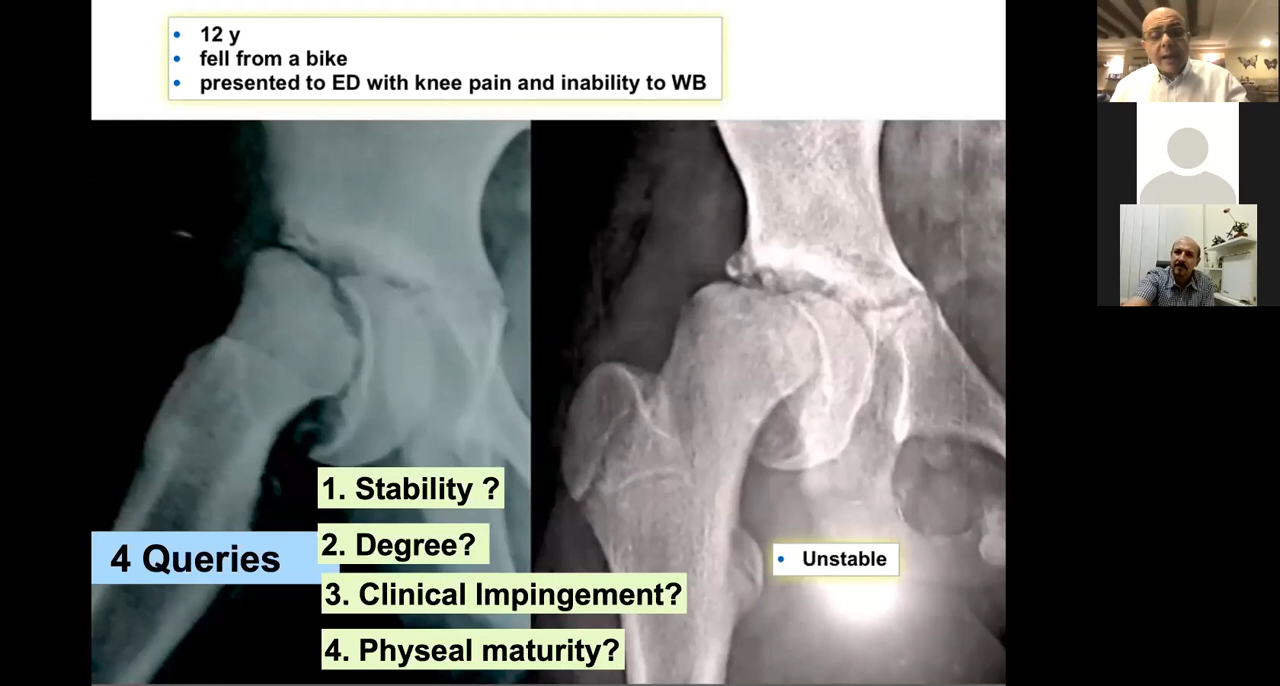 • 12 y
• fell from a bike
• presented to ED with knee pain and inability to WB
1. Stability ?
2. Degree?
4 Queries
• Unstable
3. Clinical Impingement?
4. Physeal maturity?